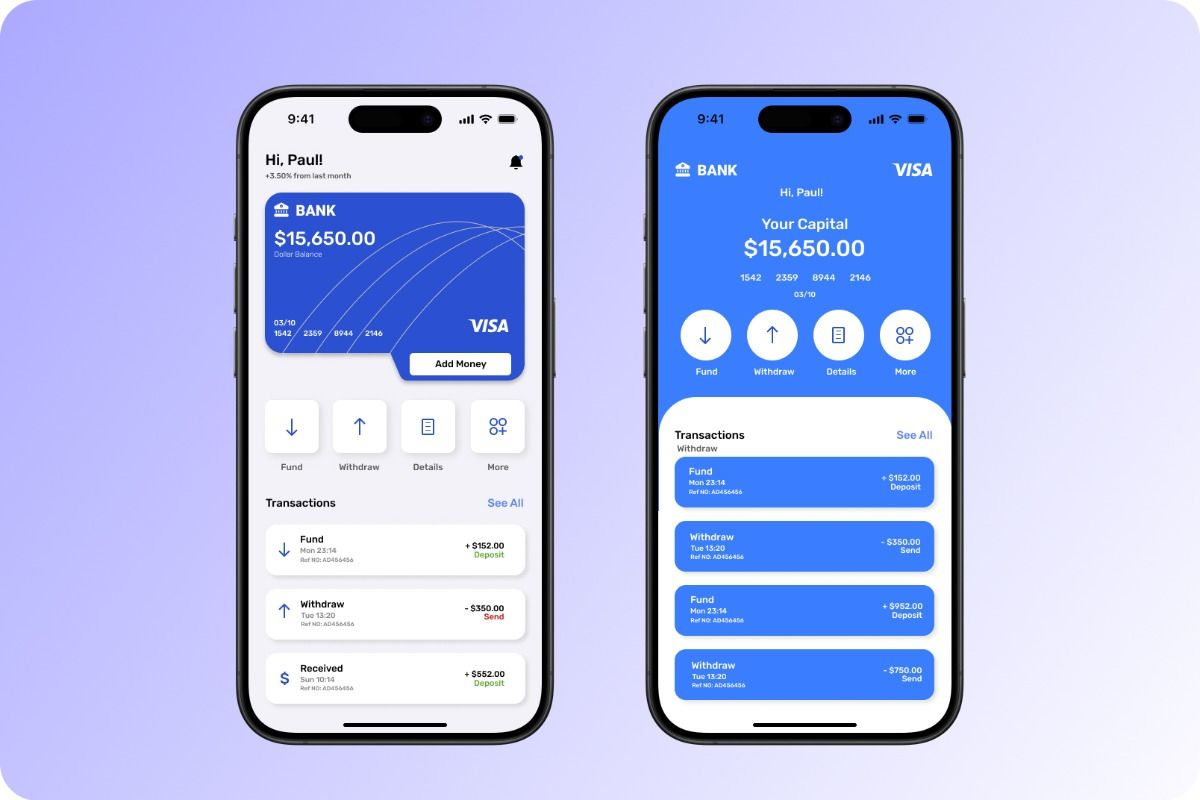 9:41
Hi, Paul!
+3.50% from last month
BANK
$15,650.00
Dollar Balance
03/10
1542 2359 8944 2146
VISA
Add Money
Fund Withdraw Details More
Transactions See All
Fund
Mon 23:14
Ref NO: AD456456
+ $152.00
Deposit
Withdraw
Tue 13:20
Ref NO: AD456456
- $350.00
Send
Received
Sun 10:14
Ref NO: AD456456
+ $552.00
Deposit
9:41
BANK VISA
Hi, Paul!
Your Capital
$15,650.00
1542 2359 8944 2146
03/10
Fund Withdraw Details More
Transactions See All
Withdraw
Fund
Mon 23:14
Ref NO: AD456456
+ $152.00
Deposit
Withdraw
Tue 13:20
Ref NO: AD456456
- $350.00
Send
Fund
Mon 23:14
Ref NO: AD456456
+ $952.00
Deposit
Withdraw
Tue 13:20
Ref NO: AD456456
- $750.00
Send